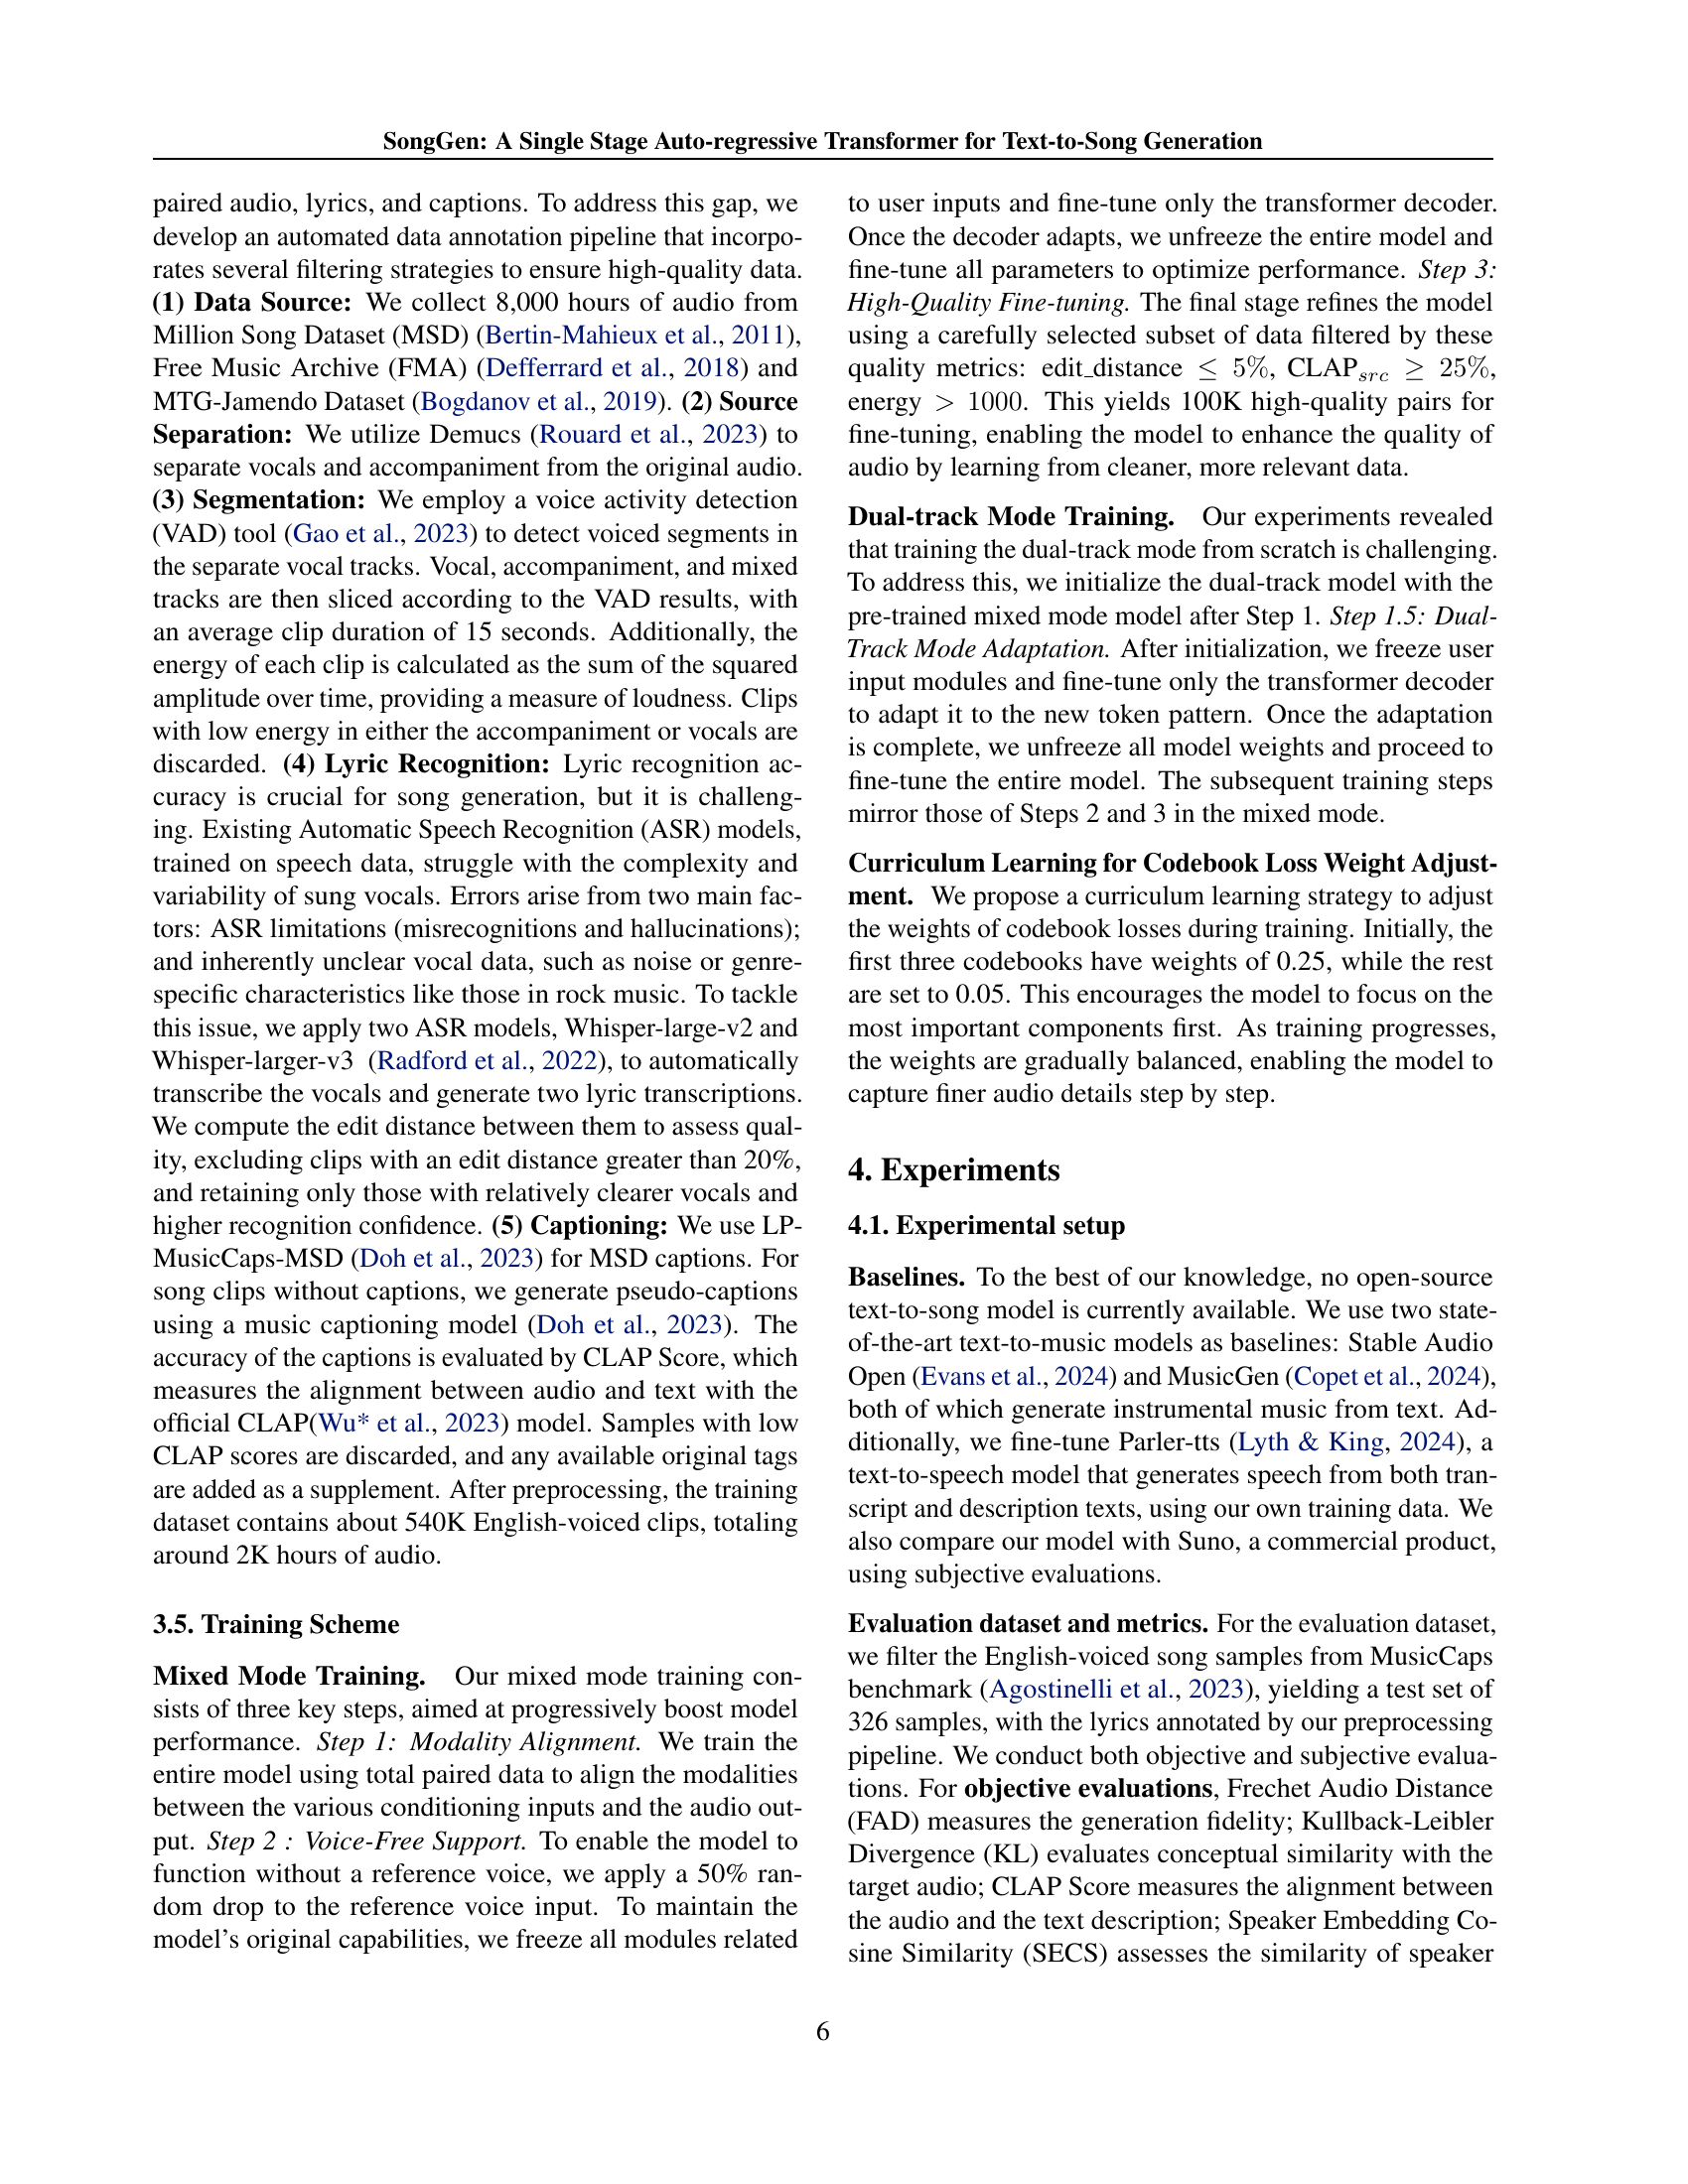 SongGen: A Single Stage Auto-regressive Transformer for Text-to-Song Generation
paired audio, lyrics, and captions. To address this gap, we
develop an automated data annotation pipeline that incorpo-
rates several filtering strategies to ensure high-quality data.
(1) Data Source: We collect 8,000 hours of audio from
Million Song Dataset (MSD) (Bertin-Mahieux et al., 2011),
Free Music Archive (FMA) (Defferrard et al., 2018) and
MTG-Jamendo Dataset (Bogdanov et al., 2019). (2) Source
Separation: We utilize Demucs (Rouard et al., 2023) to
separate vocals and accompaniment from the original audio.
(3) Segmentation: We employ a voice activity detection
(VAD) tool (Gao et al., 2023) to detect voiced segments in
the separate vocal tracks. Vocal, accompaniment, and mixed
tracks are then sliced according to the VAD results, with
an average clip duration of 15 seconds. Additionally, the
energy of each clip is calculated as the sum of the squared
amplitude over time, providing a measure of loudness. Clips
with low energy in either the accompaniment or vocals are
discarded. (4) Lyric Recognition: Lyric recognition ac-
curacy is crucial for song generation, but it is challeng-
ing. Existing Automatic Speech Recognition (ASR) models,
trained on speech data, struggle with the complexity and
variability of sung vocals. Errors arise from two main fac-
tors: ASR limitations (misrecognitions and hallucinations);
and inherently unclear vocal data, such as noise or genre-
specific characteristics like those in rock music. To tackle
this issue, we apply two ASR models, Whisper-large-v2 and
Whisper-larger-v3 (Radford et al., 2022), to automatically
transcribe the vocals and generate two lyric transcriptions.
We compute the edit distance between them to assess qual-
ity, excluding clips with an edit distance greater than 20%,
and retaining only those with relatively clearer vocals and
higher recognition confidence. (5) Captioning: We use LP-
MusicCaps-MSD (Doh et al., 2023) for MSD captions. For
song clips without captions, we generate pseudo-captions
using a music captioning model (Doh et al., 2023). The
accuracy of the captions is evaluated by CLAP Score, which
measures the alignment between audio and text with the
official CLAP(Wu* et al., 2023) model. Samples with low
CLAP scores are discarded, and any available original tags
are added as a supplement. After preprocessing, the training
dataset contains about 540K English-voiced clips, totaling
around 2K hours of audio.
3.5. Training Scheme
Mixed Mode Training. Our mixed mode training con-
sists of three key steps, aimed at progressively boost model
performance. Step 1: Modality Alignment. We train the
entire model using total paired data to align the modalities
between the various conditioning inputs and the audio out-
put. Step 2 : Voice-Free Support. To enable the model to
function without a reference voice, we apply a 50% ran-
dom drop to the reference voice input. To maintain the
model's original capabilities, we freeze all modules related
to user inputs and fine-tune only the transformer decoder.
Once the decoder adapts, we unfreeze the entire model and
fine-tune all parameters to optimize performance. Step 3:
High-Quality Fine-tuning. The final stage refines the model
using a carefully selected subset of data filtered by these
quality metrics: edit_distance ≤ 5%, CLAPsrc ≥ 25%,
energy > 1000. This yields 100K high-quality pairs for
fine-tuning, enabling the model to enhance the quality of
audio by learning from cleaner, more relevant data.
Dual-track Mode Training. Our experiments revealed
that training the dual-track mode from scratch is challenging.
To address this, we initialize the dual-track model with the
pre-trained mixed mode model after Step 1. Step 1.5: Dual-
Track Mode Adaptation. After initialization, we freeze user
input modules and fine-tune only the transformer decoder
to adapt it to the new token pattern. Once the adaptation
is complete, we unfreeze all model weights and proceed to
fine-tune the entire model. The subsequent training steps
mirror those of Steps 2 and 3 in the mixed mode.
Curriculum Learning for Codebook Loss Weight Adjust-
ment. We propose a curriculum learning strategy to adjust
the weights of codebook losses during training. Initially, the
first three codebooks have weights of 0.25, while the rest
are set to 0.05. This encourages the model to focus on the
most important components first. As training progresses,
the weights are gradually balanced, enabling the model to
capture finer audio details step by step.
4. Experiments
4.1. Experimental setup
Baselines. To the best of our knowledge, no open-source
text-to-song model is currently available. We use two state-
of-the-art text-to-music models as baselines: Stable Audio
Open (Evans et al., 2024) and MusicGen (Copet et al., 2024),
both of which generate instrumental music from text. Ad-
ditionally, we fine-tune Parler-tts (Lyth & King, 2024), a
text-to-speech model that generates speech from both tran-
script and description texts, using our own training data. We
also compare our model with Suno, a commercial product,
using subjective evaluations.
Evaluation dataset and metrics. For the evaluation dataset,
we filter the English-voiced song samples from MusicCaps
benchmark (Agostinelli et al., 2023), yielding a test set of
326 samples, with the lyrics annotated by our preprocessing
pipeline. We conduct both objective and subjective evalua-
tions. For objective evaluations, Frechet Audio Distance
(FAD) measures the generation fidelity; Kullback-Leibler
Divergence (KL) evaluates conceptual similarity with the
target audio; CLAP Score measures the alignment between
the audio and the text description; Speaker Embedding Co-
sine Similarity (SECS) assesses the similarity of speaker
6